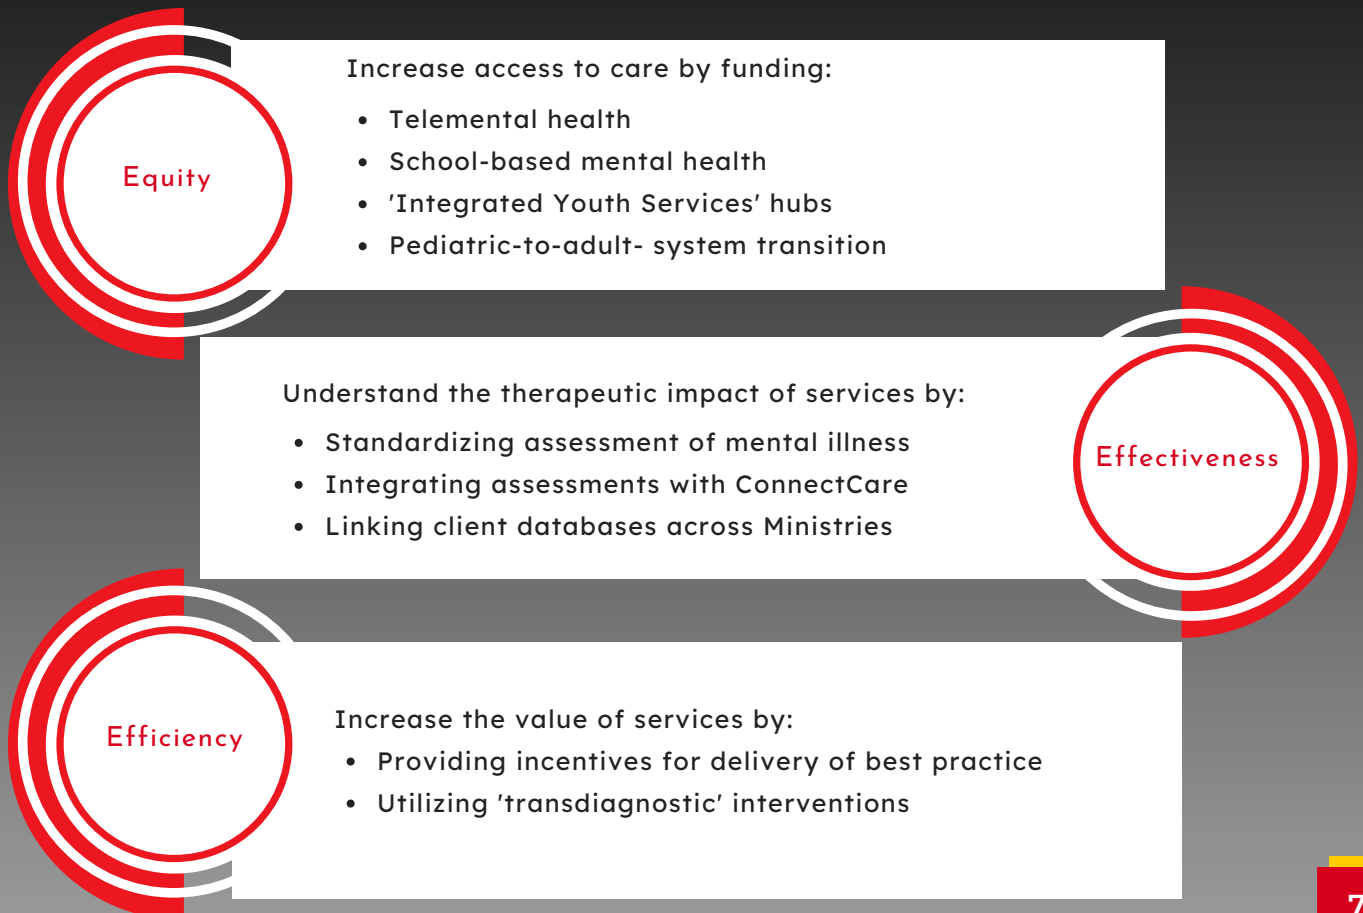 Equity
Increase access to care by funding:
• Telemental health
• School-based mental health
• 'Integrated Youth Services' hubs
• Pediatric-to-adult- system transition
Understand the therapeutic impact of services by:
• Standardizing assessment of mental illness
• Integrating assessments with ConnectCare
• Linking client databases across Ministries
Effectiveness
Efficiency
Increase the value of services by:
• Providing incentives for delivery of best practice
• Utilizing 'transdiagnostic' interventions
7